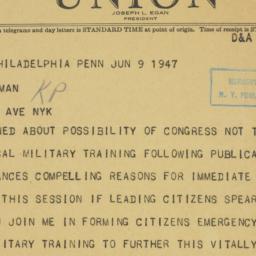 UNION
JOSEPH L. EGAN
PRESIDENT
n telegrams and day letters is STANDARD TIME at point of origin. Time of receipt is S
D&A
HILADELPHIA PENN JUN 9 1947
MAN
KP
AVE NYK
NED ABOUT POSSIBILITY OF CONGRESS NOT T
CAL MILITARY TRAINING FOLLOWING PUBLICA
ANCES COMPELLING REASONS FOR IMMEDIATE
THIS SESSION IF LEADING CITIZENS SPEAR
JOIN ME IN FORMING CITIZENS EMERGENCY
ITARY TRAINING TO FURTHER THIS VITALLY